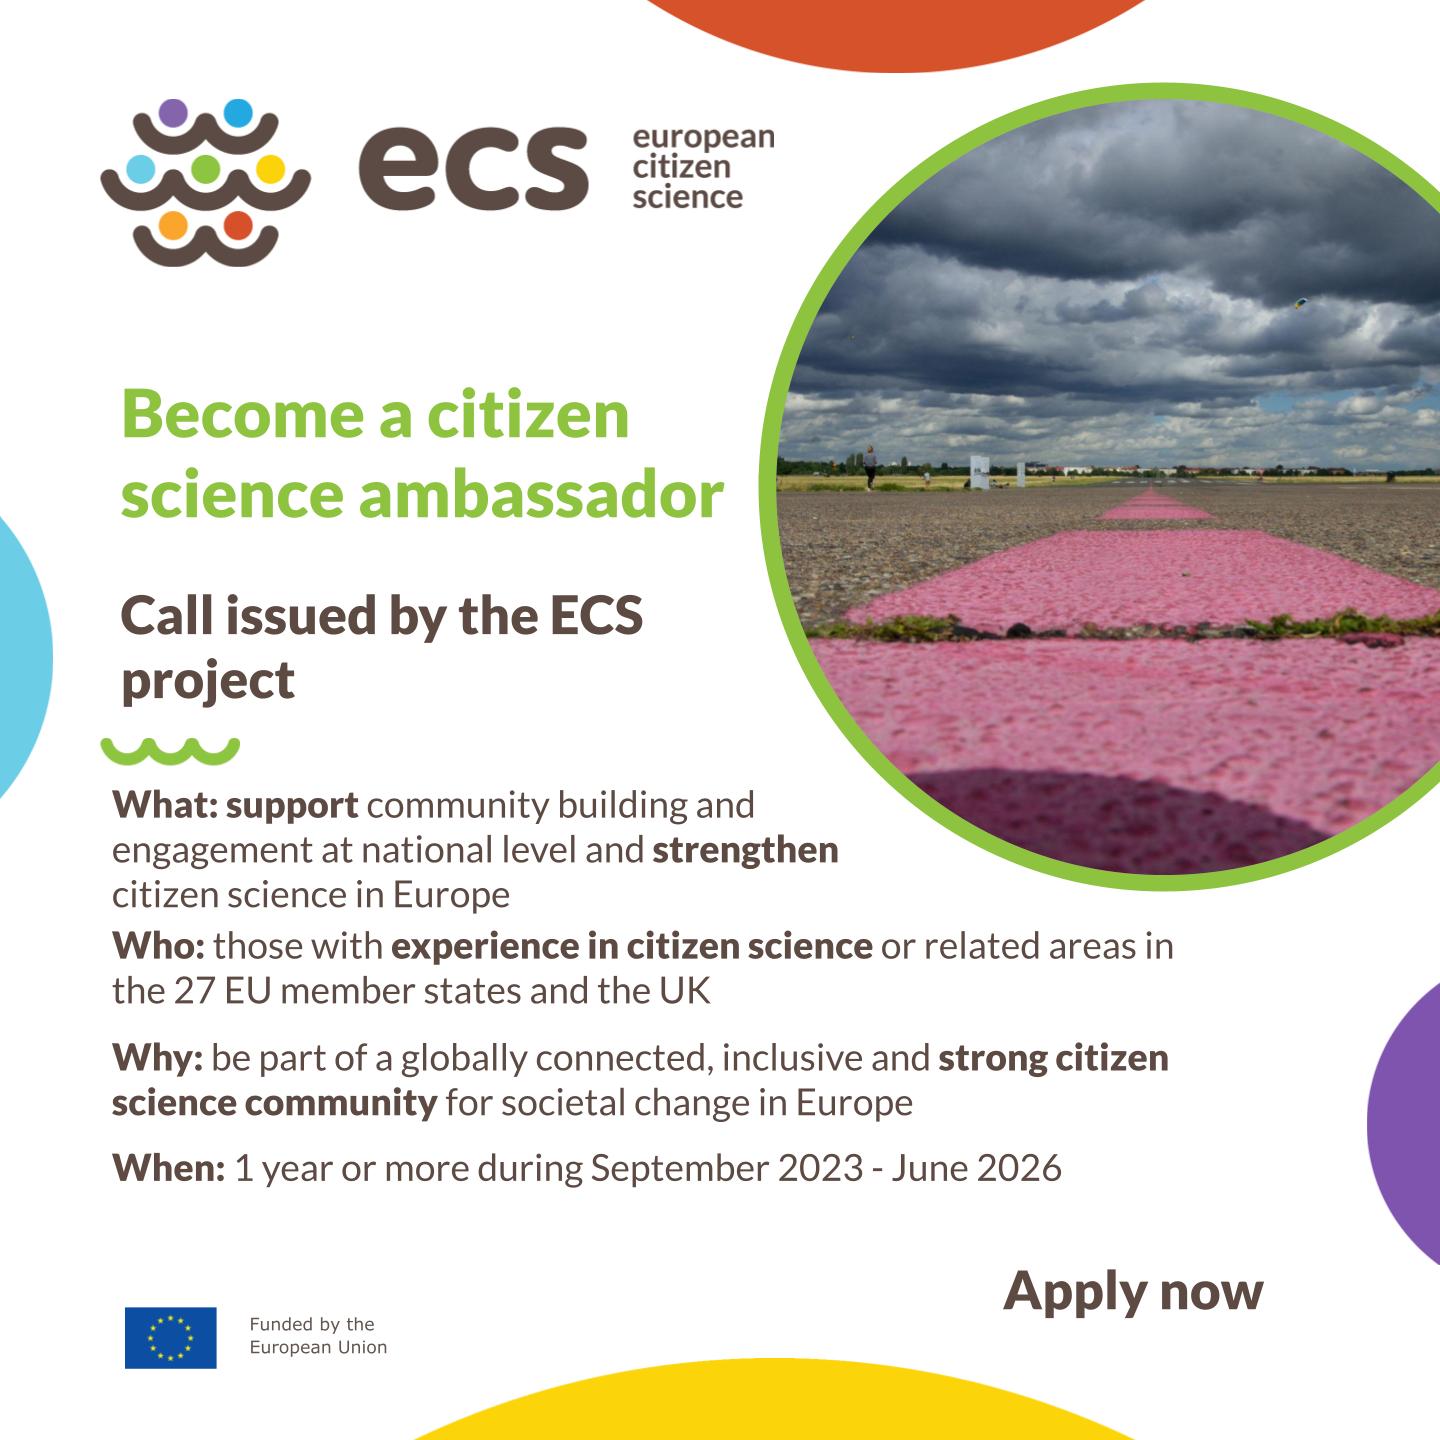 ecs
european
citizen
science
Become a citizen
science ambassador
Call issued by the ECS
project
What: support community building and
engagement at national level and strengthen
citizen science in Europe
Who: those with experience in citizen science or related areas in
the 27 EU member states and the UK
Why: be part of a globally connected, inclusive and strong citizen
science community for societal change in Europe
When: 1 year or more during September 2023 - June 2026
Apply now
Funded by the
European Union